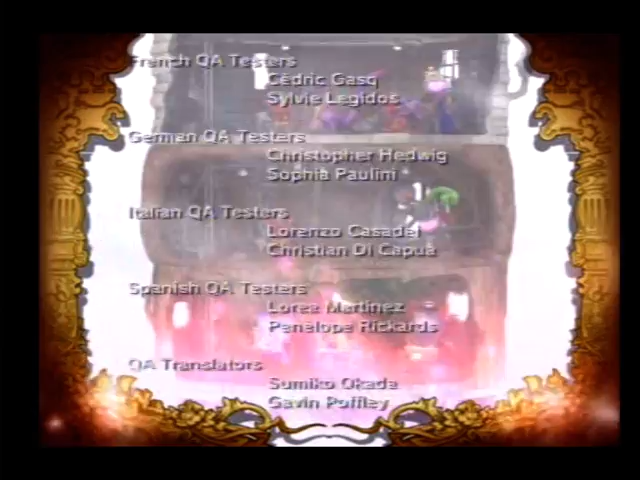 French QA Testers
Cédric Gasq
Sylvie Legidos
German QA Testers
Christopher Hedwig
Sophia Paulini
Italian QA Testers
Lorenzo Casadei
Christian Di Capua
Spanish QA Testers
Lorea Martinez
Penelope Rickards
QA Translators
Sumiko Okada
Gavin Poffley